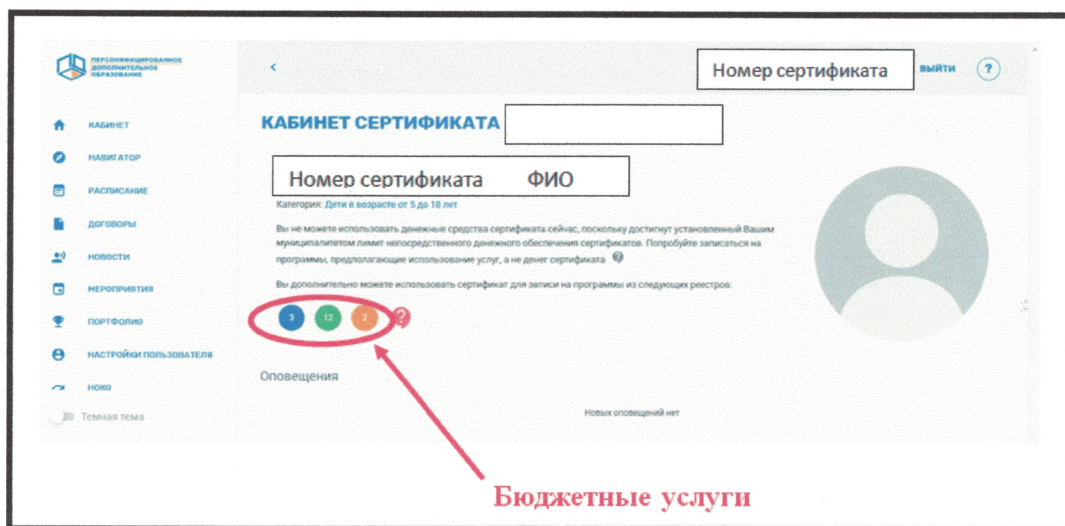 ПЕРСОНИФИЦИРОВАННОЕ
ДОПОЛНИТЕЛЬНОЕ
ОБРАЗОВАНИЕ
Номер сертификата
ВЫЙТИ
?
КАБИНЕТ
НАВИГАТОР
РАСПИСАНИЕ
ДОГОВОРЫ
НОВОСТИ
МЕРОПРИЯТИЯ
ПОРТФОЛИО
НАСТРОЙКИ ПОЛЬЗОВАТЕЛЯ
НОКО
Темная тема
КАБИНЕТ СЕРТИФИКАТА
Номер сертификата ФИО
Категория: Дети в возрасте от 5 до 18 лет
Вы не можете использовать денежные средства сертификата сейчас, поскольку достигнут установленный Вашим
муниципалитетом лимит непосредственного денежного обеспечения сертификатов. Попробуйте записаться на
программы, предполагающие использование услуг, а не денег сертификата ?
Вы дополнительно можете использовать сертификат для записи на программы из следующих реестров:
3 12 2 ?
Оповещения
Новых оповещений нет
Бюджетные услуги